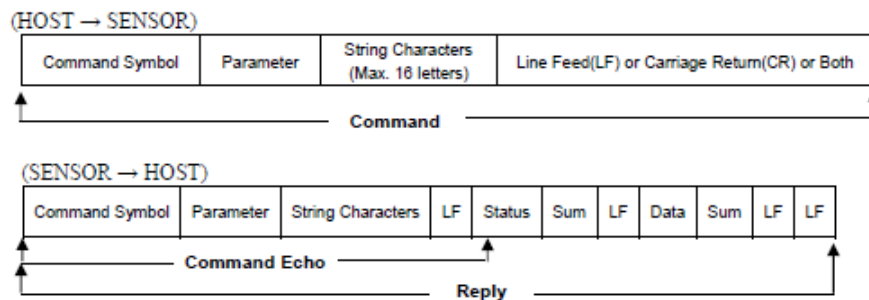 (HOST → SENSOR)
Command Symbol Parameter String Characters (Max. 16 letters) Line Feed(LF) or Carriage Return(CR) or Both
Command
(SENSOR → HOST)
Command Symbol Parameter String Characters LF Status Sum LF Data Sum LF LF
Command Echo
Reply